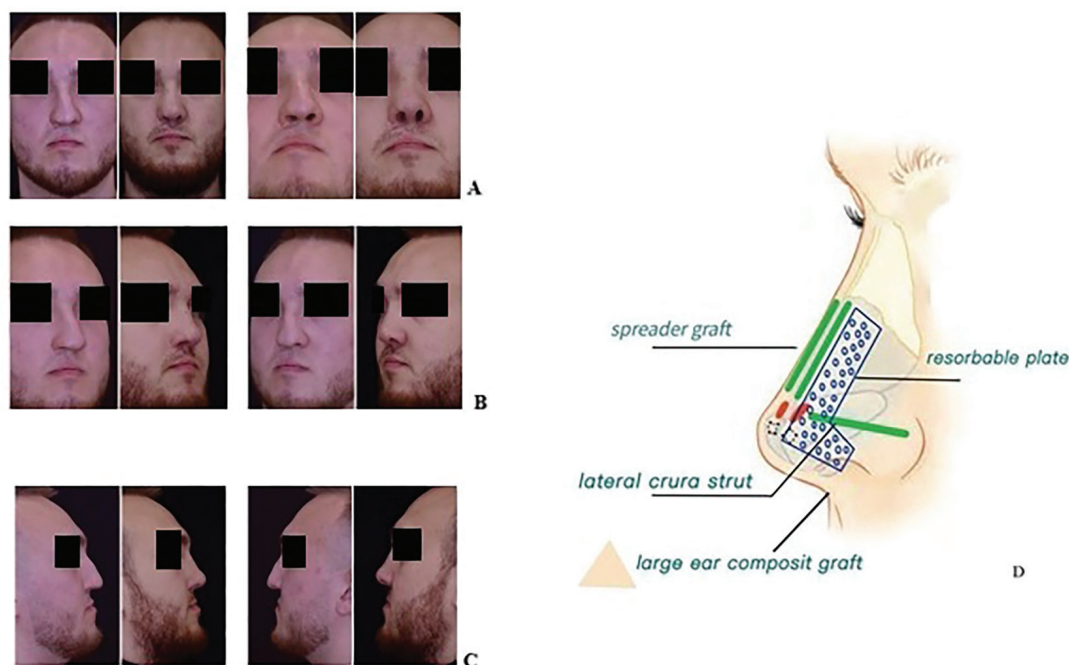 A
B
C
spreader graft
resorbable plate
lateral crura strut
large ear composit graft
D